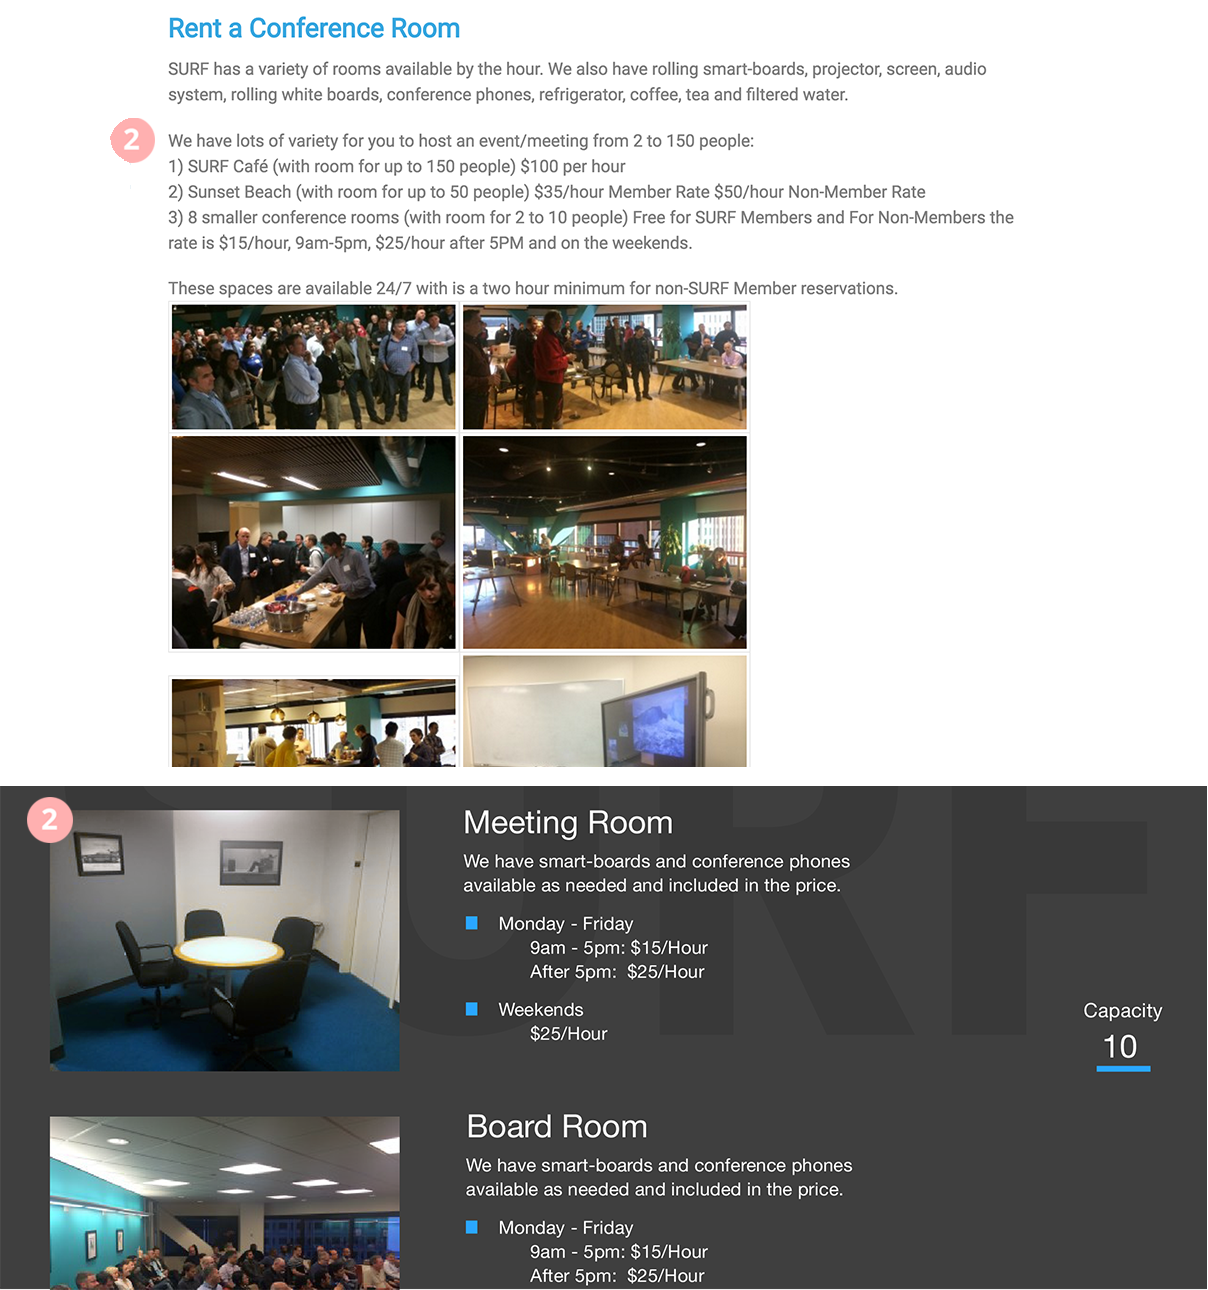 Rent a Conference Room
SURF has a variety of rooms available by the hour. We also have rolling smart-boards, projector, screen, audio
system, rolling white boards, conference phones, refrigerator, coffee, tea and filtered water.
2
We have lots of variety for you to host an event/meeting from 2 to 150 people:
1) SURF Café (with room for up to 150 people) $100 per hour
2) Sunset Beach (with room for up to 50 people) $35/hour Member Rate $50/hour Non-Member Rate
3) 8 smaller conference rooms (with room for 2 to 10 people) Free for SURF Members and For Non-Members the
rate is $15/hour, 9am-5pm, $25/hour after 5PM and on the weekends.
These spaces are available 24/7 with is a two hour minimum for non-SURF Member reservations.
SURF
2
Meeting Room
We have smart-boards and conference phones
available as needed and included in the price.
Monday - Friday
9am - 5pm: $15/Hour
After 5pm: $25/Hour
Weekends
$25/Hour
Capacity
10
Board Room
We have smart-boards and conference phones
available as needed and included in the price.
Monday - Friday
9am - 5pm: $15/Hour
After 5pm: $25/Hour